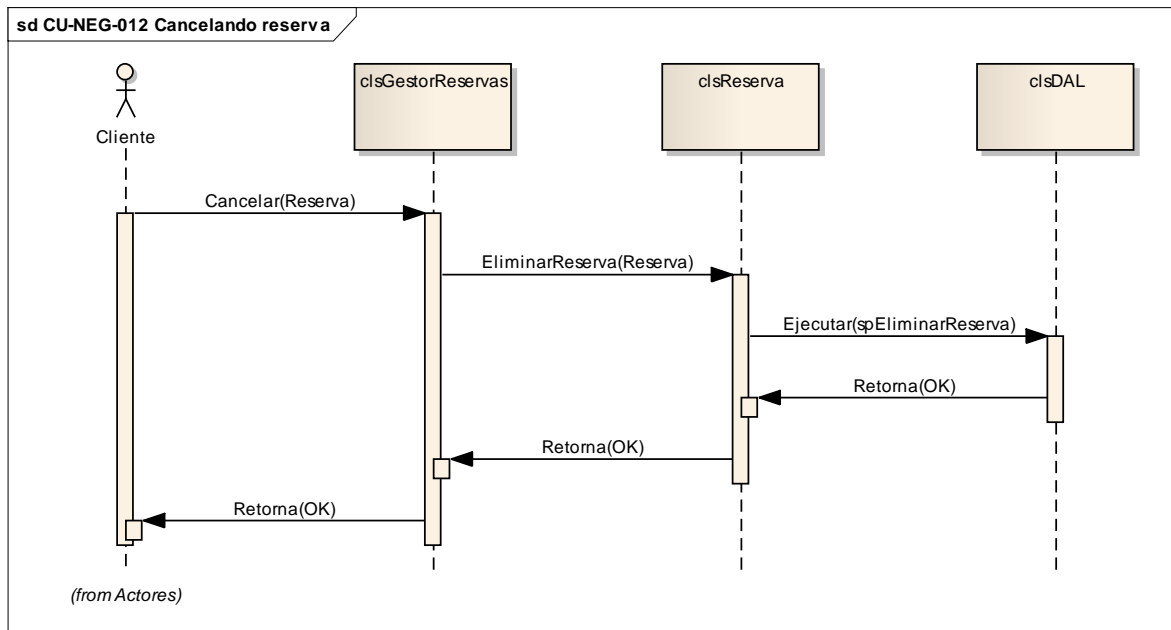 sd CU-NEG-012 Cancelando reserva
Cliente
clsGestorReservas
clsReserva
clsDAL
Cancelar(Reserva)
EliminarReserva(Reserva)
Ejecutar(spEliminarReserva)
Retorna(OK)
Retorna(OK)
Retorna(OK)
(from Actores)